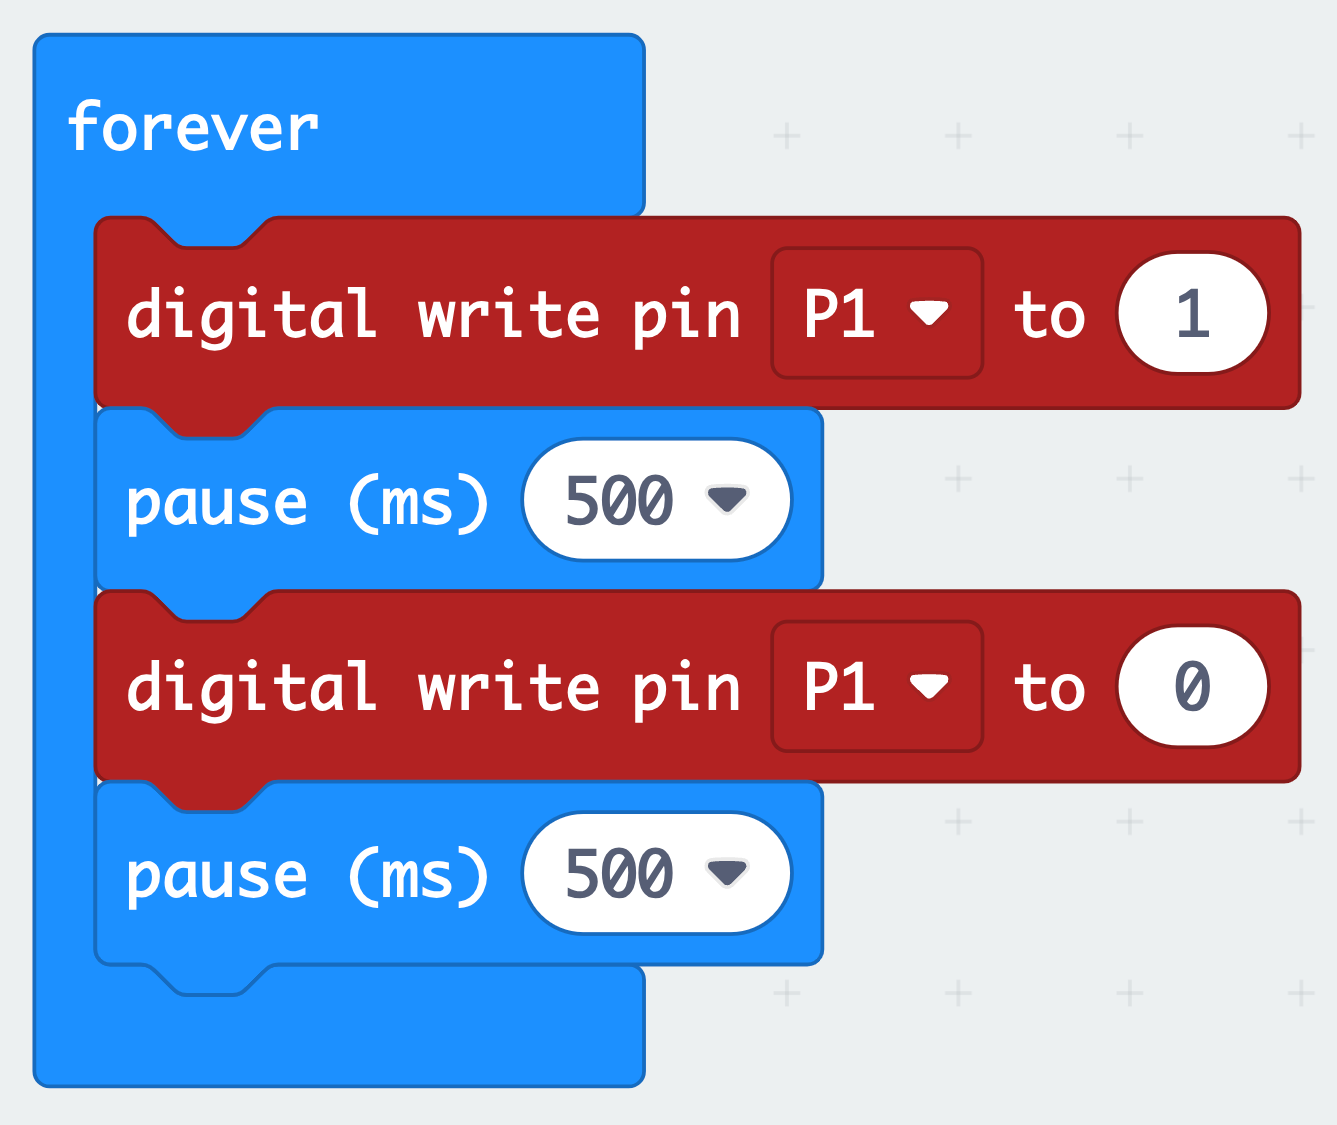 forever
digital write pin P1 to 1
pause (ms) 500
digital write pin P1 to 0
pause (ms) 500